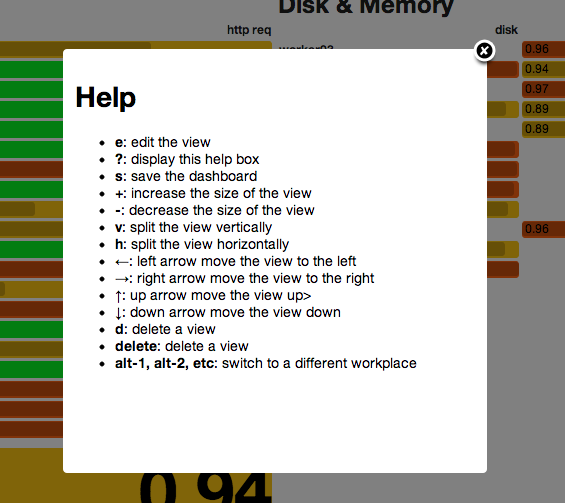 Disk & Memory
http req
disk
0.96
0.94
0.97
0.89
0.89
0.96
Help
e: edit the view
?: display this help box
s: save the dashboard
+: increase the size of the view
-: decrease the size of the view
v: split the view vertically
h: split the view horizontally
←: left arrow move the view to the left
→: right arrow move the view to the right
↑: up arrow move the view up>
↓: down arrow move the view down
d: delete a view
delete: delete a view
alt-1, alt-2, etc: switch to a different workplace
0.94